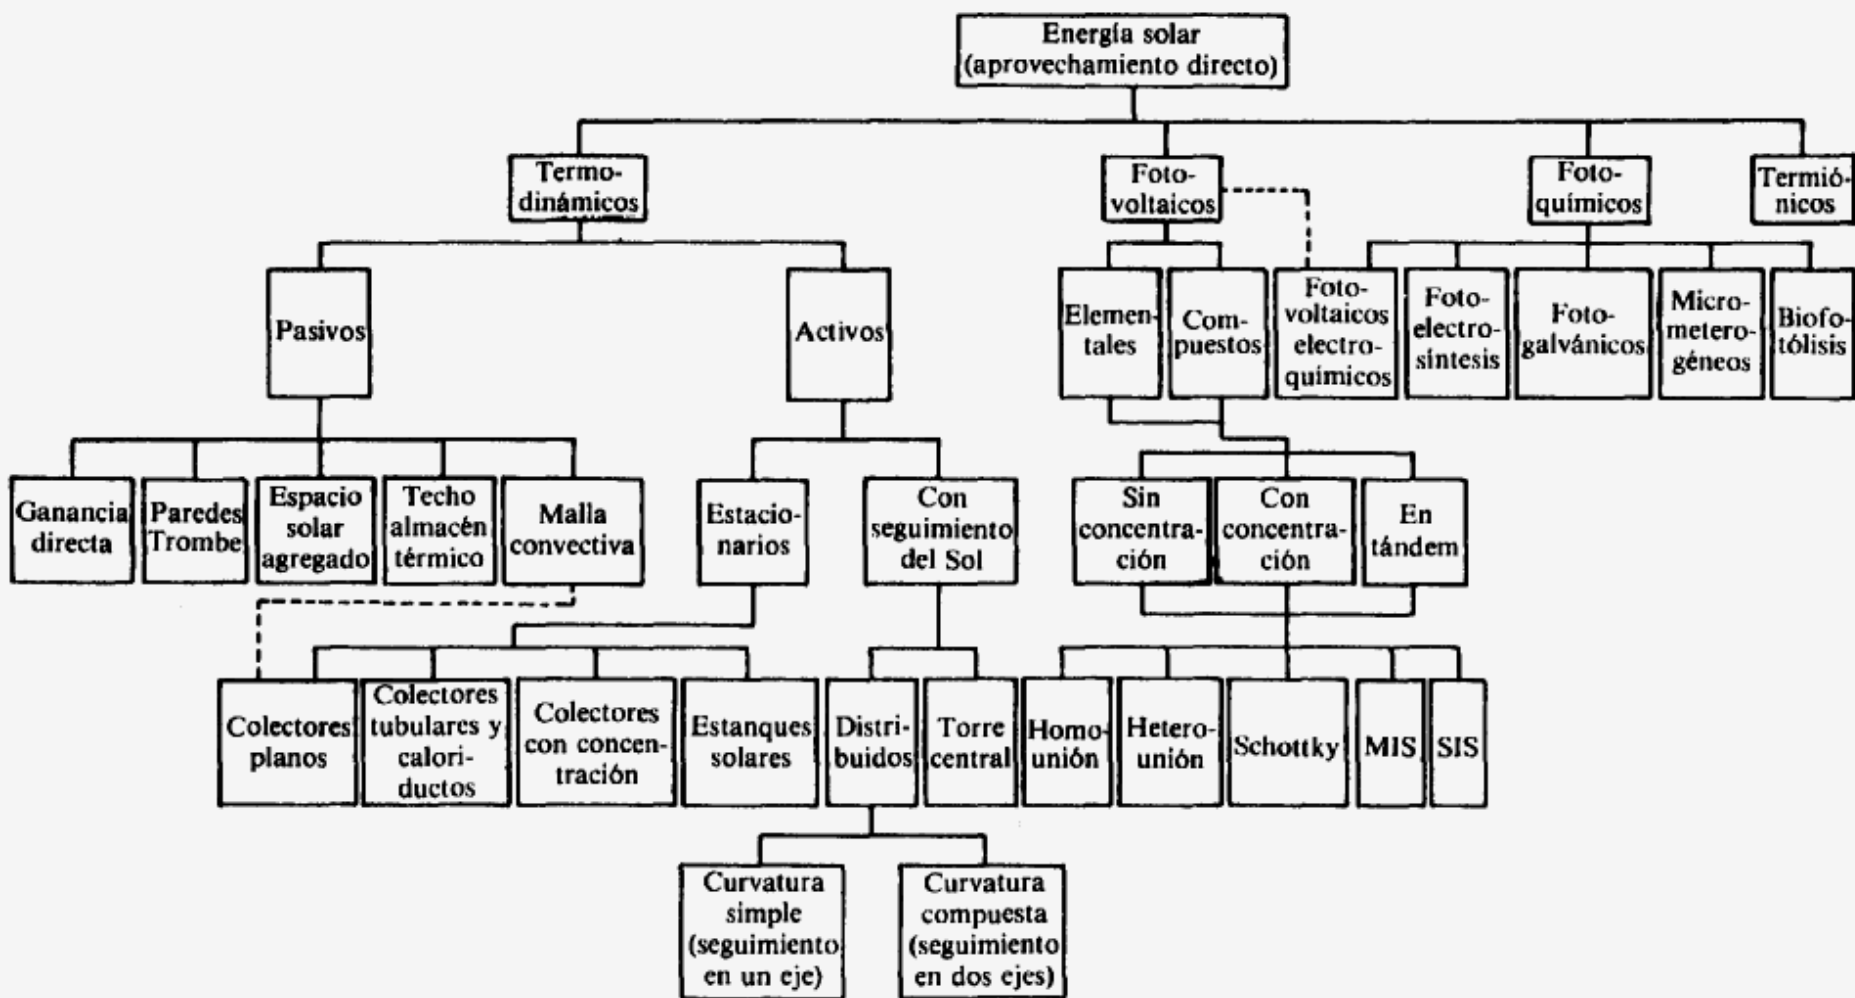 Energía solar
(aprovechamiento directo)
Termo-
dinámicos
Foto-
voltaicos
Foto-
químicos
Termió-
nicos
Pasivos
Activos
Elemen-
tales
Com-
puestos
Foto-
voltaicos
electro-
químicos
Foto-
electro-
síntesis
Foto-
galvánicos
Micro-
meterogéneos
Biofo-
tólisis
Ganancia
directa
Paredes
Trombe
Espacio
solar
agregado
Techo
almacén
térmico
Malla
convectiva
Estacio-
narios
Con
seguimiento
del Sol
Sin
concentra-
ción
Con
concentra-
ción
En
tándem
Colectores
planos
Colectores
tubulares y
calori-
ductos
Colectores
con concen-
tración
Estanques
solares
Distri-
buidos
Torre
central
Homo-
unión
Hetero-
unión
Schottky
MIS
SIS
Curvatura
simple
(seguimiento
en un eje)
Curvatura
compuesta
(seguimiento
en dos ejes)